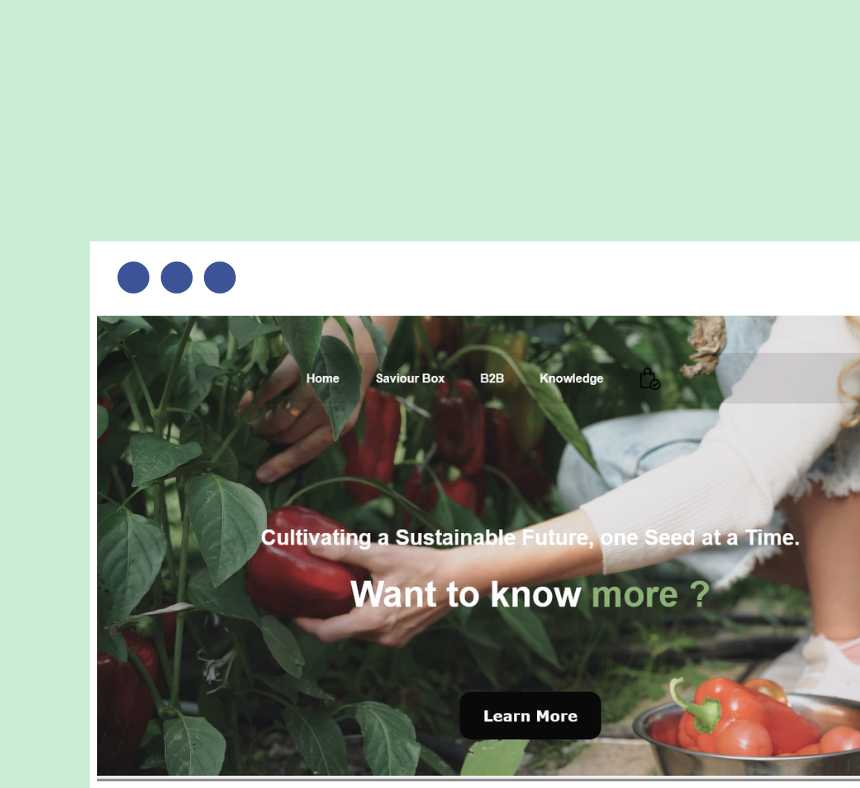 Home Saviour Box B2B Knowledge
Cultivating a Sustainable Future, one Seed at a Time.
Want to know more ?
Learn More